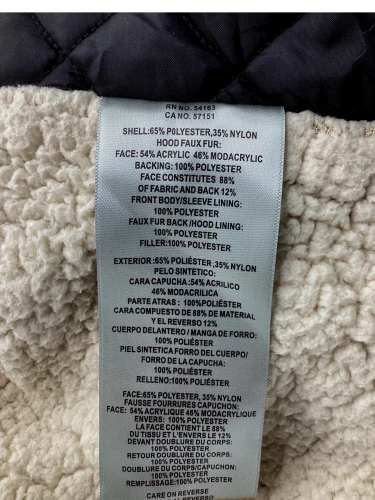 RN NO. 54163
CA NO. 57151
SHELL:65% POLYESTER,35% NYLON
HOOD FAUX FUR:
FACE: 54% ACRYLIC 46% MODACRYLIC
BACKING: 100% POLYESTER
FACE CONSTITUTES 88%
OF FABRIC AND BACK 12%
FRONT BODY/SLEEVE LINING:
100% POLYESTER
FAUX FUR BACK /HOOD LINING:
100% POLYESTER
FILLER:100% POLYESTER
EXTERIOR :65% POLIÉSTER,35% NYLON
PELO SINTETICO:
CARA CAPUCHA:54% ACRILICO
46% MODACRILICA
PARTE ATRAS : 100%POLIÉSTER
CARA COMPUESTO DE 88% DE MATERIAL
Y EL REVERSO 12%
CUERPO DELANTERO / MANGA DE FORRO:
100% POLIÉSTER
PIEL SINTETICA FORRO DEL CUERPO/
FORRO DE LA CAPUCHA:
100% POLIÉSTER
RELLENO:100% POLIÉSTER
FACE:65% POLYESTER, 35% NYLON
FAUSSE FOURRURES CAPUCHON:
FACE: 54% ACRYLIQUE 46% MODACRYLIQUE
ENVERS: 100% POLYESTER
LA FACE CONTIENT LE 88%
DU TISSU ET L'ENVERS LE 12%
DEVANT DOUBLURE DU CORPS:
100% POLYESTER
RETOUR DOUBLURE DU CORPS:
100% POLYESTER
DOUBLURE DU CORPS/CAPUCHON:
100% POLYESTER
REMPLISSAGE:100% POLYESTER
CARE ON REVERSE